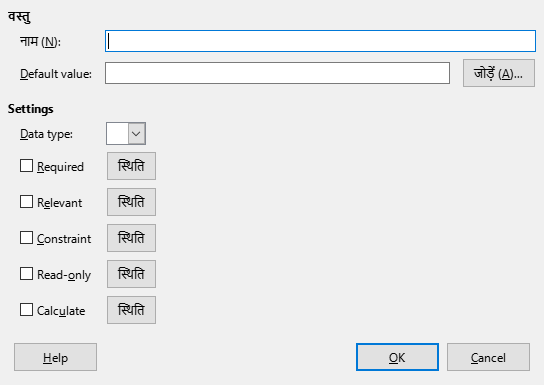 वस्तु
नाम (N):
Default value:
जोड़ें (A)...
Settings
Data type:
Required
स्थिति
Relevant
स्थिति
Constraint
स्थिति
Read-only
स्थिति
Calculate
स्थिति
Help
OK
Cancel